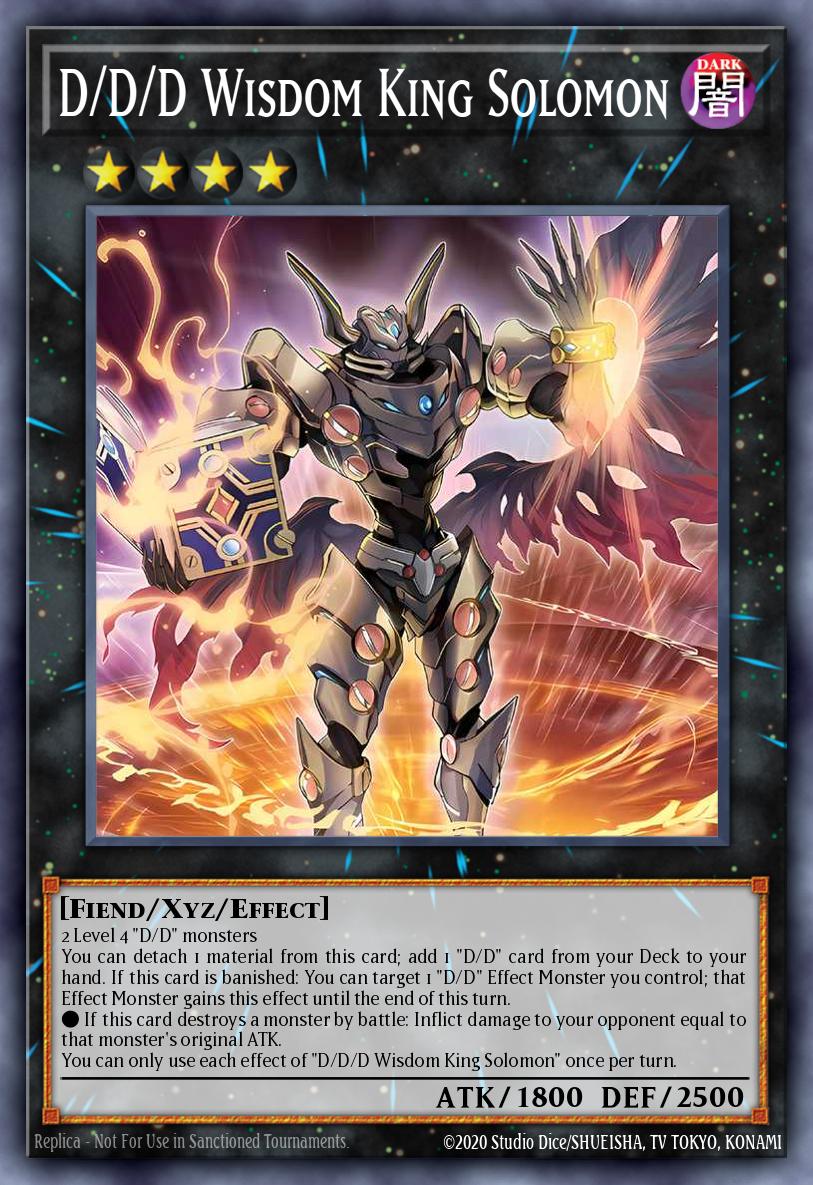 D/D/D Wisdom King Solomon
DARK
闇
[Fiend/Xyz/Effect]
2 Level 4 "D/D" monsters
You can detach 1 material from this card; add 1 "D/D" card from your Deck to your
hand. If this card is banished: You can target 1 "D/D" Effect Monster you control; that
Effect Monster gains this effect until the end of this turn.
● If this card destroys a monster by battle: Inflict damage to your opponent equal to
that monster's original ATK.
You can only use each effect of "D/D/D Wisdom King Solomon" once per turn.
ATK/1800 DEF/2500
Replica - Not For Use in Sanctioned Tournaments.
©2020 Studio Dice/SHUEISHA, TV TOKYO, KONAMI